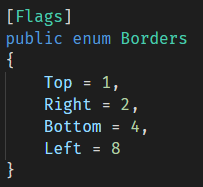 [Flags]
public enum Borders
{
    Top = 1,
    Right = 2,
    Bottom = 4,
    Left = 8
}